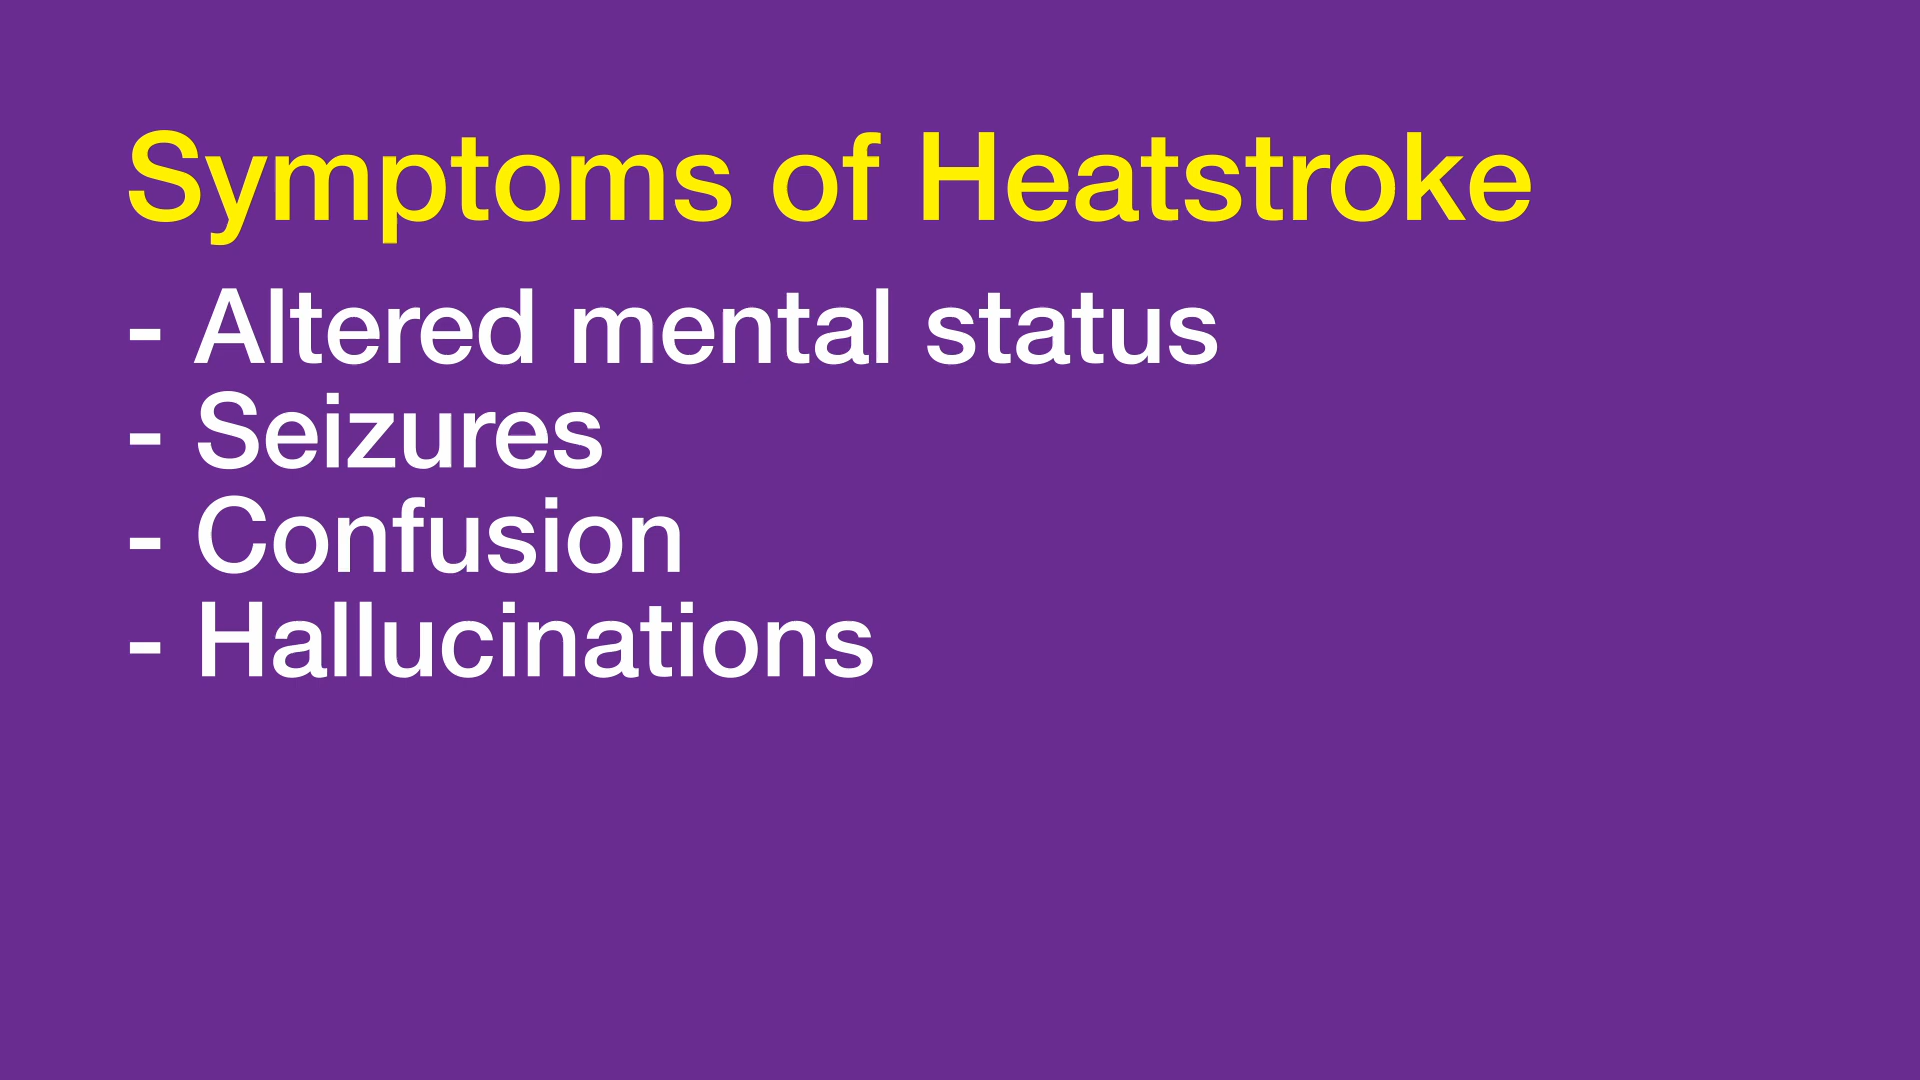 Symptoms of Heatstroke
- Altered mental status
- Seizures
- Confusion
- Hallucinations